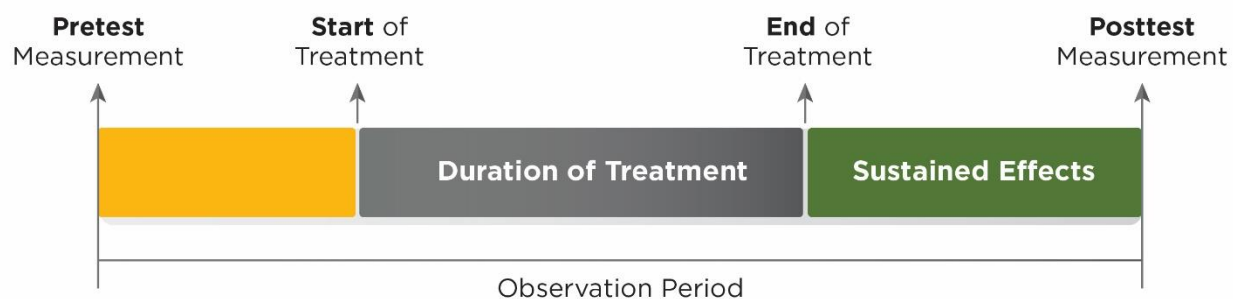 Pretest
Measurement
Start of
Treatment
End of
Treatment
Posttest
Measurement
Duration of Treatment
Sustained Effects
Observation Period